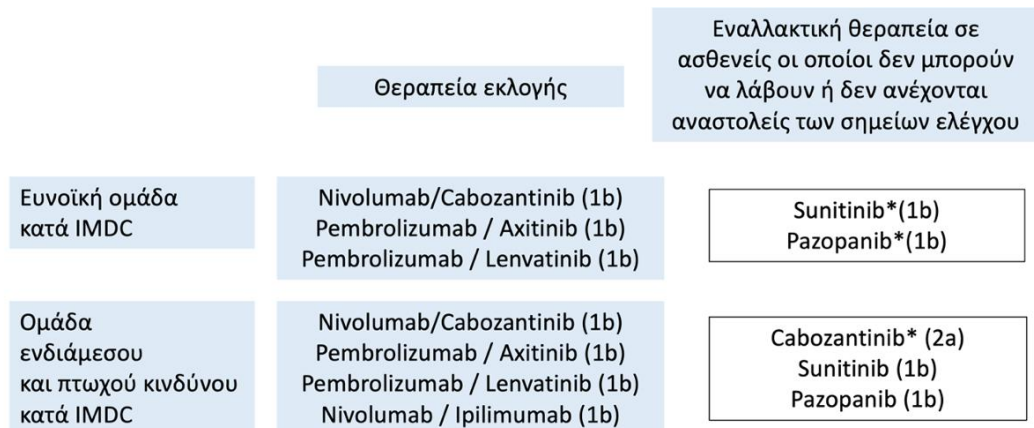 Θεραπεία εκλογής
Εναλλακτική θεραπεία σε
ασθενείς οι οποίοι δεν μπορούν
να λάβουν ή δεν ανέχονται
αναστολείς των σημείων ελέγχου
Ευνοϊκή ομάδα
κατά IMDC
Nivolumab/Cabozantinib (1b)
Pembrolizumab / Axitinib (1b)
Pembrolizumab / Lenvatinib (1b)
Sunitinib*(1b)
Pazopanib*(1b)
Ομάδα
ενδιάμεσου
και πτωχού κινδύνου
κατά IMDC
Nivolumab/Cabozantinib (1b)
Pembrolizumab / Axitinib (1b)
Pembrolizumab / Lenvatinib (1b)
Nivolumab / Ipilimumab (1b)
Cabozantinib* (2a)
Sunitinib (1b)
Pazopanib (1b)